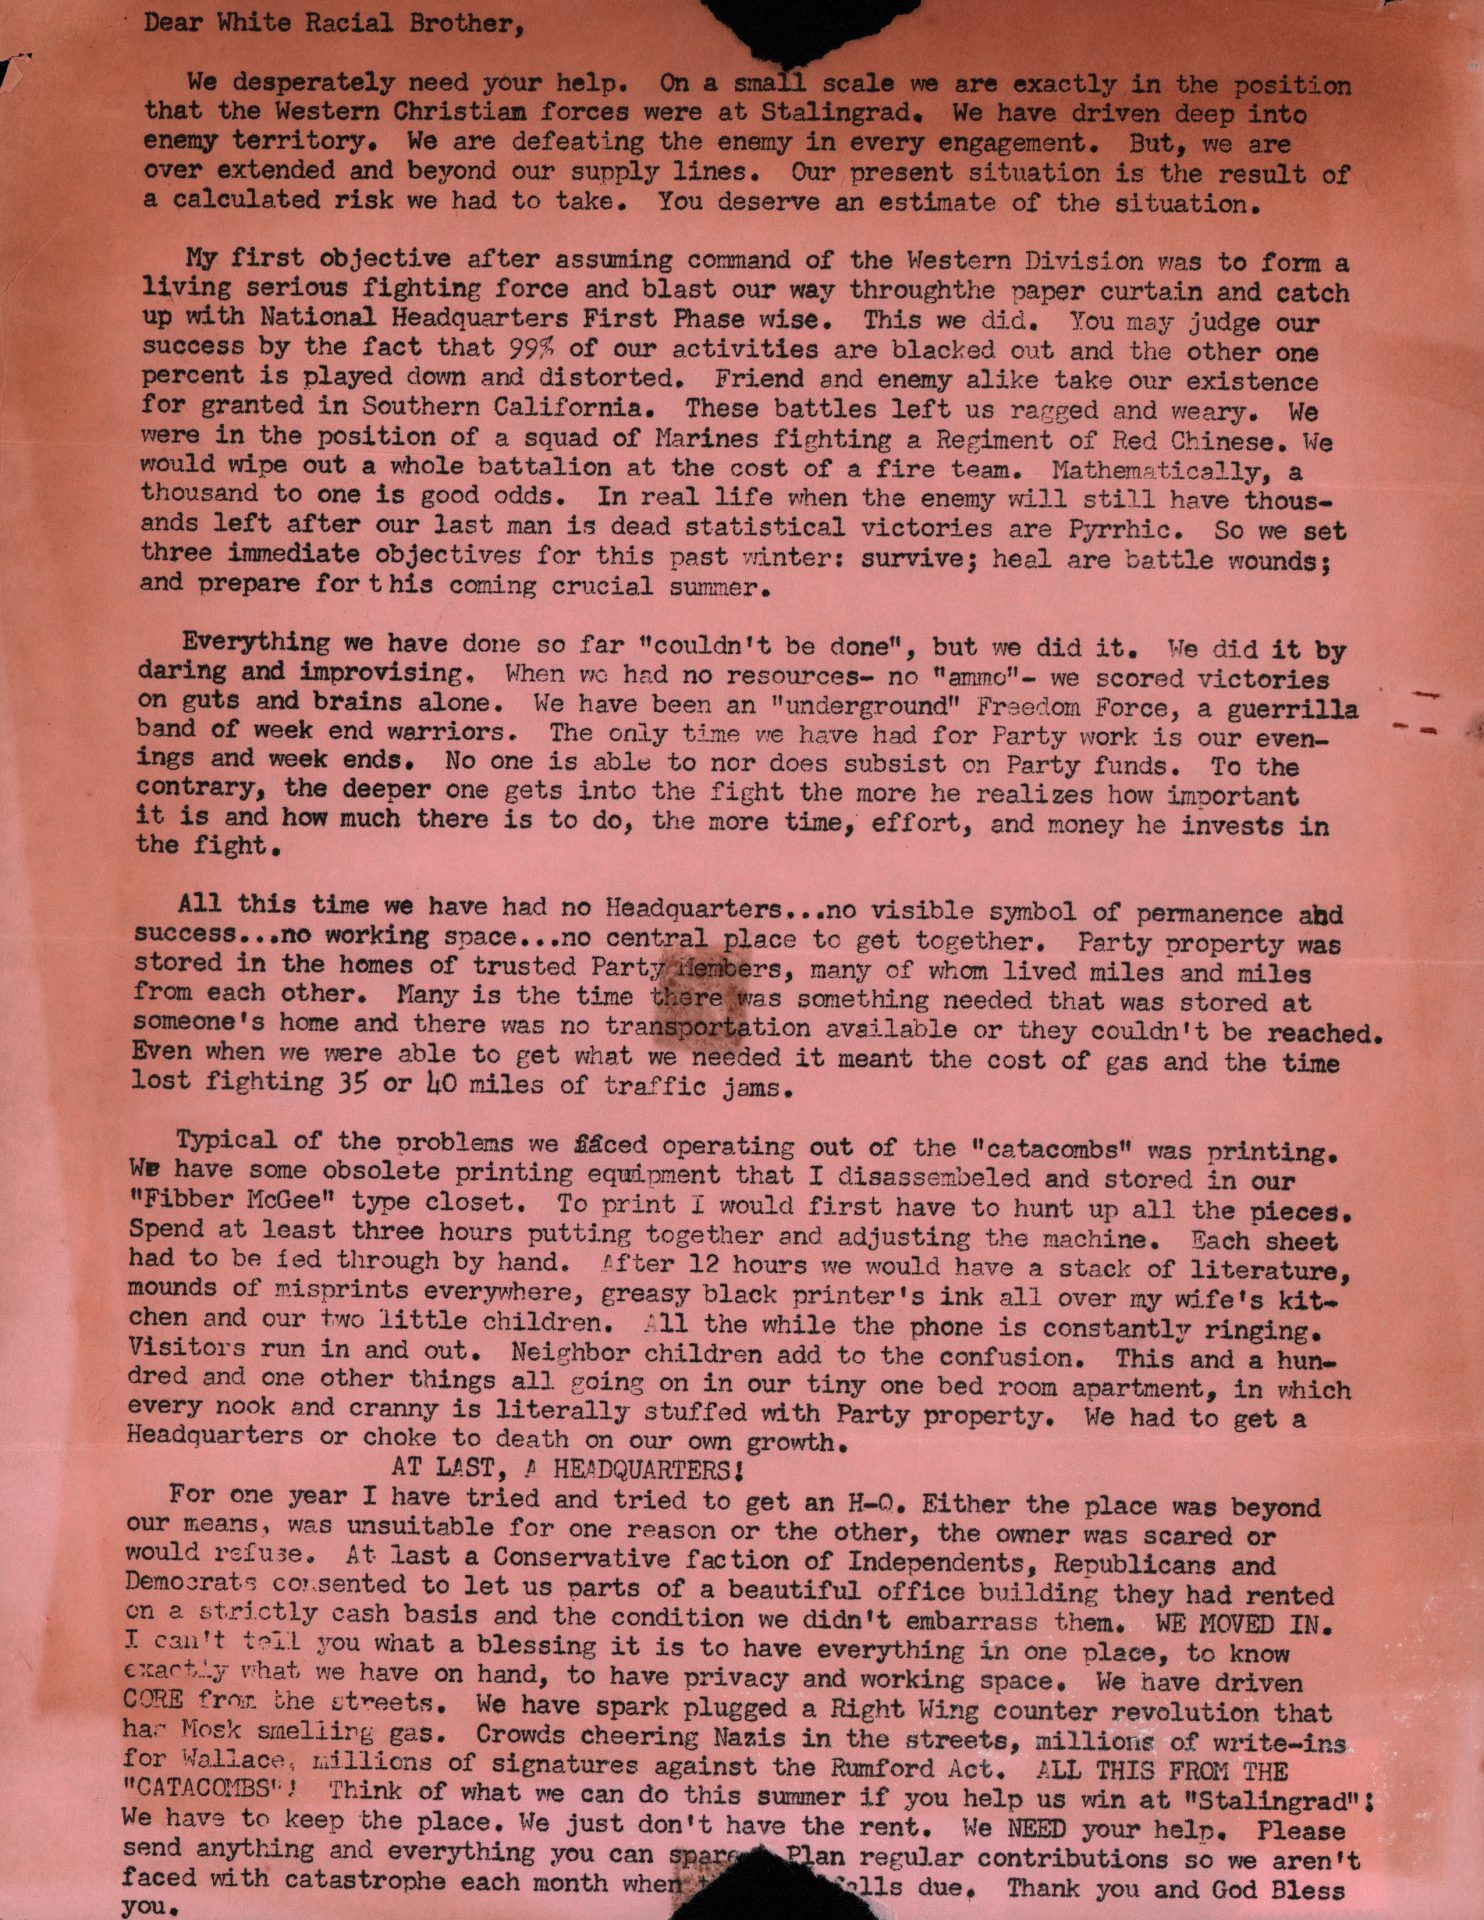 Dear White Racial Brother,
We desperately need your help. On a small scale we are exactly in the position
that the Western Christian forces were at Stalingrad. We have driven deep into
enemy territory. We are defeating the enemy in every engagement. But, we are
over extended and beyond our supply lines. Our present situation is the result of
a calculated risk we had to take. You deserve an estimate of the situation.
My first objective after assuming command of the Western Division was to form a
living serious fighting force and blast our way throughthe paper curtain and catch
up with National Headquarters First Phase wise. This we did. You may judge our
success by the fact that 99% of our activities are blacked out and the other one
percent is played down and distorted. Friend and enemy alike take our existence
for granted in Southern California. These battles left us ragged and weary. We
were in the position of a squad of Marines fighting a Regiment of Red Chinese. We
would wipe out a whole battalion at the cost of a fire team. Mathematically, a
thousand to one is good odds. In real life when the enemy will still have thous-
ands left after our last man is dead statistical victories are Pyrrhic. So we set
three immediate objectives for this past winter: survive; heal are battle wounds;
and prepare for this coming crucial summer.
Everything we have done so far "couldn't be done", but we did it. We did it by
daring and improvising. When we had no resources- no "ammo"- we scored victories
on guts and brains alone. We have been an "underground" Freedom Force, a guerrilla
band of week end warriors. The only time we have had for Party work is our even-
ings and week ends. No one is able to nor does subsist on Party funds. To the
contrary, the deeper one gets into the fight the more he realizes how important
it is and how much there is to do, the more time, effort, and money he invests in
the fight.
All this time we have had no Headquarters...no visible symbol of permanence and
success...no working space...no central place to get together. Party property was
stored in the homes of trusted Party Members, many of whom lived miles and miles
from each other. Many is the time there was something needed that was stored at
someone's home and there was no transportation available or they couldn't be reached.
Even when we were able to get what we needed it meant the cost of gas and the time
lost fighting 35 or 40 miles of traffic jams.
Typical of the problems we faced operating out of the "catacombs" was printing.
We have some obsolete printing equipment that I disassembeled and stored in our
"Fibber McGee" type closet. To print I would first have to hunt up all the pieces.
Spend at least three hours putting together and adjusting the machine. Each sheet
had to be fed through by hand. After 12 hours we would have a stack of literature,
mounds of misprints everywhere, greasy black printer's ink all over my wife's kit-
chen and our two little children. All the while the phone is constantly ringing.
Visitors run in and out. Neighbor children add to the confusion. This and a hun-
dred and one other things all going on in our tiny one bed room apartment, in which
every nook and cranny is literally stuffed with Party property. We had to get a
Headquarters or choke to death on our own growth.
AT LAST, A HEADQUARTERS!
For one year I have tried and tried to get an H-Q. Either the place was beyond
our means, was unsuitable for one reason or the other, the owner was scared or
would refuse. At last a Conservative faction of Independents, Republicans and
Democrats consented to let us parts of a beautiful office building they had rented
on a strictly cash basis and the condition we didn't embarrass them. WE MOVED IN.
I can't tell you what a blessing it is to have everything in one place, to know
exactly what we have on hand, to have privacy and working space. We have driven
CORE from the streets. We have spark plugged a Right Wing counter revolution that
has Mosk smelling gas. Crowds cheering Nazis in the streets, millions of write-ins
for Wallace, millions of signatures against the Rumford Act. ALL THIS FROM THE
"CATACOMBS"! Think of what we can do this summer if you help us win at "Stalingrad"!
We have to keep the place. We just don't have the rent. We NEED your help. Please
send anything and everything you can spare Plan regular contributions so we aren't
faced with catastrophe each month when falls due. Thank you and God Bless
you.